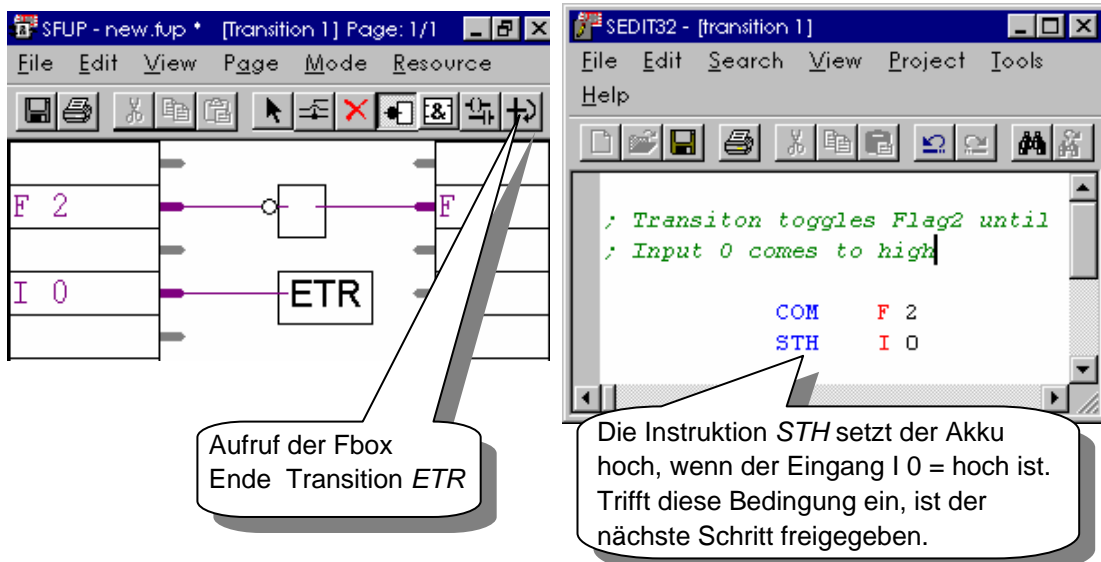 SFUP - new.fup * [Transition 1] Page: 1/1
File Edit View Page Mode Resource
F 2
F
I 0
ETR
Aufruf der Fbox
Ende Transition ETR
SEDIT32 - [transition 1]
File Edit Search View Project Tools
Help
; Transiton toggles Flag2 until
; Input 0 comes to high
COM F 2
STH I 0
Die Instruktion STH setzt der Akku
hoch, wenn der Eingang I 0 = hoch ist.
Trifft diese Bedingung ein, ist der
nächste Schritt freigegeben.